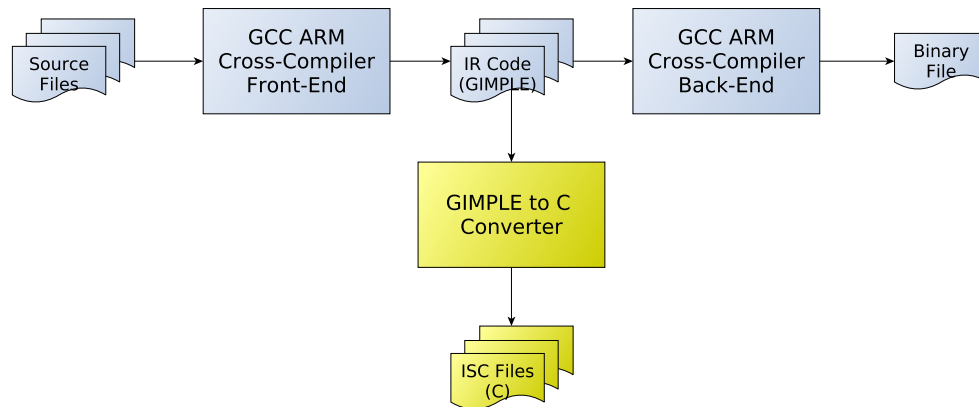 Source
Files
GCC ARM
Cross-Compiler
Front-End
IR Code
(GIMPLE)
GCC ARM
Cross-Compiler
Back-End
Binary
File
GIMPLE to C
Converter
ISC Files
(C)